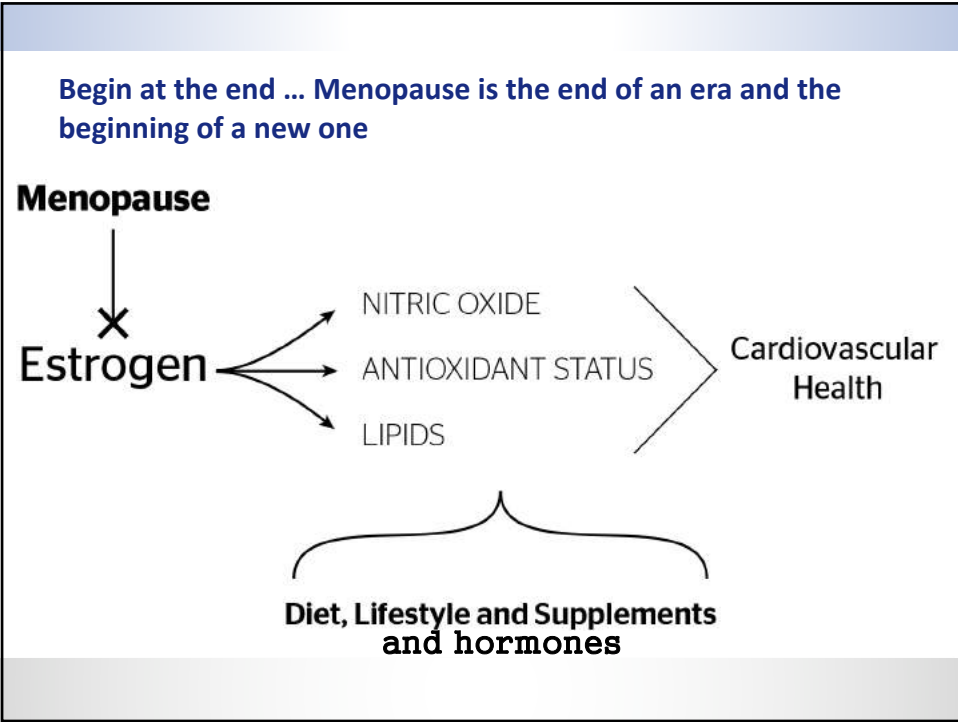 Begin at the end … Menopause is the end of an era and the
beginning of a new one
Menopause
Estrogen
NITRIC OXIDE
ANTIOXIDANT STATUS
LIPIDS
Cardiovascular
Health
Diet, Lifestyle and Supplements
and hormones